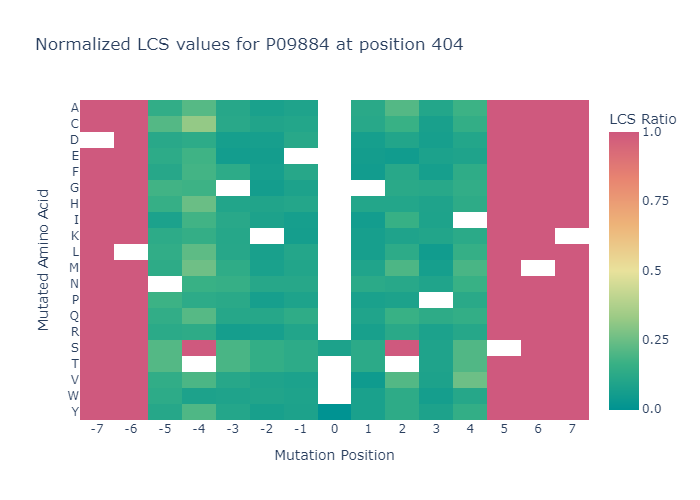 Normalized LCS values for P09884 at position 404
LCS Ratio
1.0
0.75
0.5
0.25
0.0
Mutated Amino Acid
A
C
D
E
F
G
H
I
K
L
M
N
P
Q
R
S
T
V
W
Y
-7 -6 -5 -4 -3 -2 -1 0 1 2 3 4 5 6 7
Mutation Position